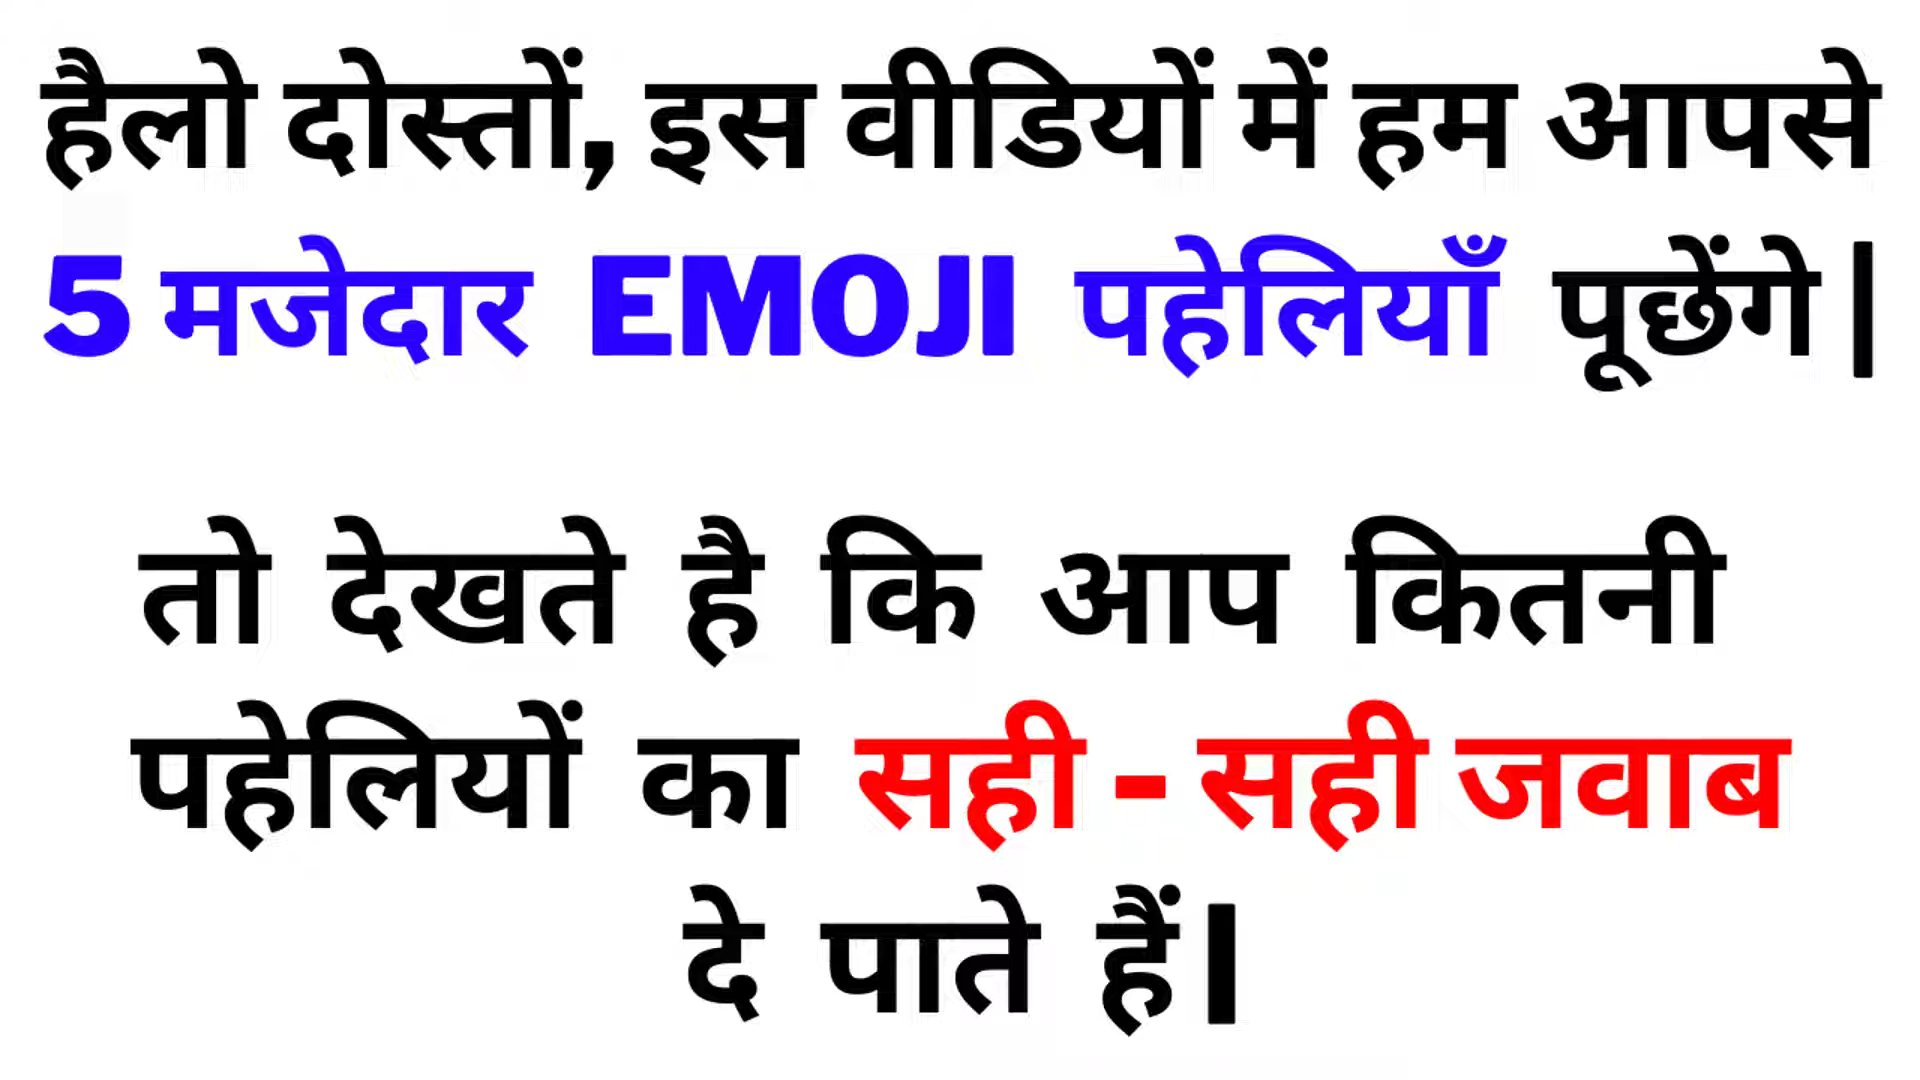 हैलो दोस्तों, इस वीडियों में हम आपसे
5 मजेदार EMOJI पहेलियाँ पूछेंगे |
तो देखते है कि आप कितनी
पहेलियों का सही - सही जवाब
दे पाते हैं |